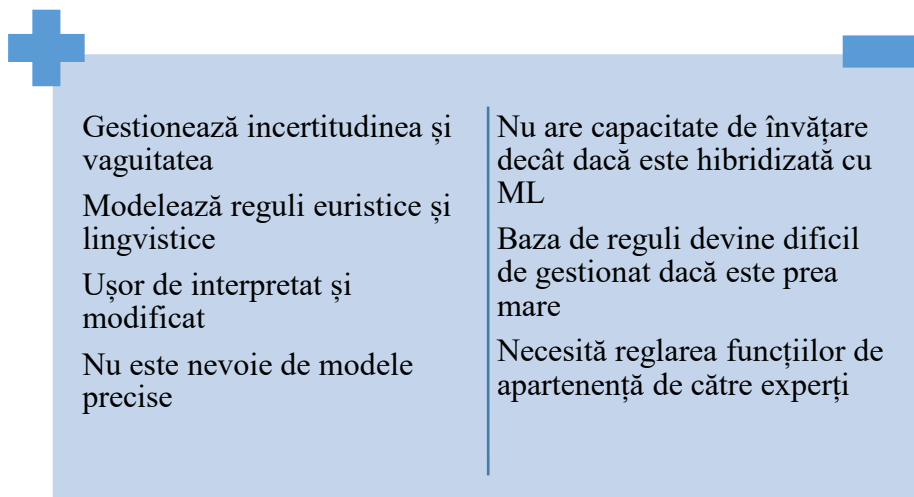 Gestionează incertitudinea și
vaguitatea
Modelează reguli euristice și
lingvistice
Ușor de interpretat și
modificat
Nu este nevoie de modele
precise
Nu are capacitate de învățare
decât dacă este hibridizată cu
ML
Baza de reguli devine dificil
de gestionat dacă este prea
mare
Necesită reglarea funcțiilor de
apartenență de către experți